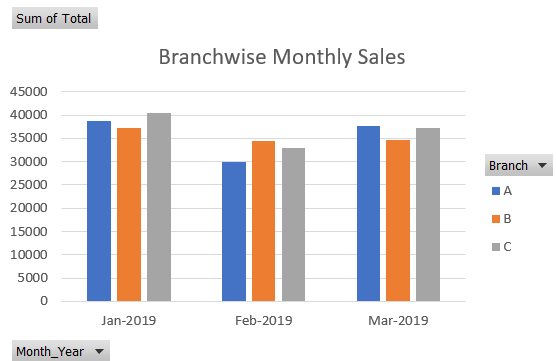 Sum of Total
Branchwise Monthly Sales
45000
40000
35000
30000
25000
20000
15000
10000
5000
0
Jan-2019 Feb-2019 Mar-2019
Branch
A
B
C
Month_Year